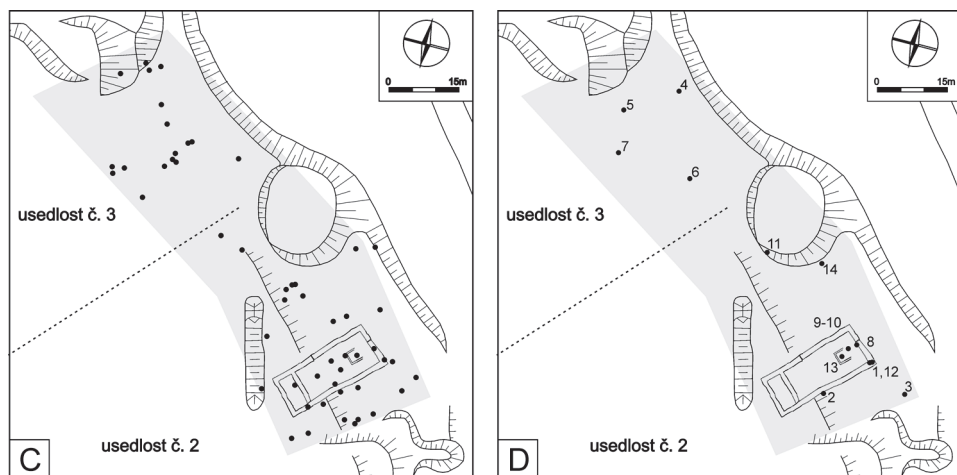 0
15m
usedlost č. 3
usedlost č. 2
C
0
15m
4
5
7
6
usedlost č. 3
11
14
9-10
8
13
1,12
2
3
usedlost č. 2
D